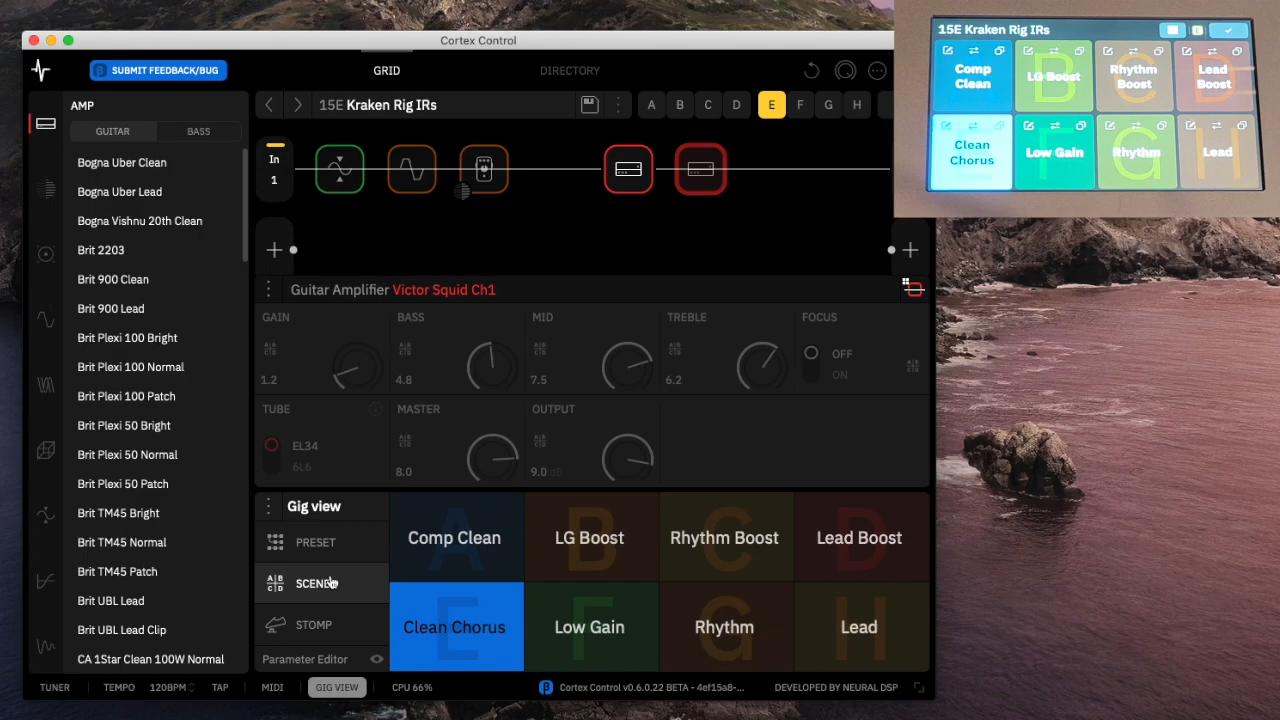 Cortex Control
SUBMIT FEEDBACK/BUG
GRID
DIRECTORY
AMP
GUITAR
BASS
Bogna Uber Clean
Bogna Uber Lead
Bogna Vishnu 20th Clean
Brit 2203
Brit 900 Clean
Brit 900 Lead
Brit Plexi 100 Bright
Brit Plexi 100 Normal
Brit Plexi 100 Patch
Brit Plexi 50 Bright
Brit Plexi 50 Normal
Brit Plexi 50 Patch
Brit TM45 Bright
Brit TM45 Normal
Brit TM45 Patch
Brit UBL Lead
Brit UBL Lead Clip
CA 1Star Clean 100W Normal
15E Kraken Rig IRs
A B C D E F G H
In
1
Guitar Amplifier Victor Squid Ch1
GAIN
1.2
BASS
4.8
MID
7.5
TREBLE
6.2
FOCUS
OFF
ON
TUBE
EL34
6L6
MASTER
8.0
OUTPUT
9.0 dB
Gig view
PRESET
STOMP
Parameter Editor
A Comp Clean
B LG Boost
C Rhythm Boost
D Lead Boost
E Clean Chorus
F Low Gain
G Rhythm
H Lead
TUNER
TEMPO
120BPM
TAP
MIDI
GIG VIEW
CPU 66%
Cortex Control v0.6.0.22 BETA - 4ef15a8-...
DEVELOPED BY NEURAL DSP
15E Kraken Rig IRs
Comp
Clean
B LG Boost
C Rhythm
Boost
D Lead
Boost
Clean
Chorus
F Low Gain
G Rhythm
H Lead